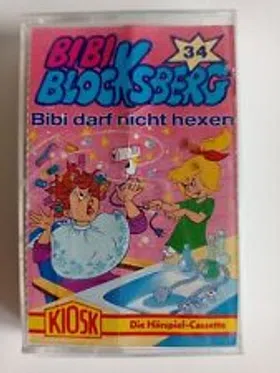 BIBI
BLOCKSBERG
34
Bibi darf nicht hexen
KIOSK
Die Hörspiel-Cassette